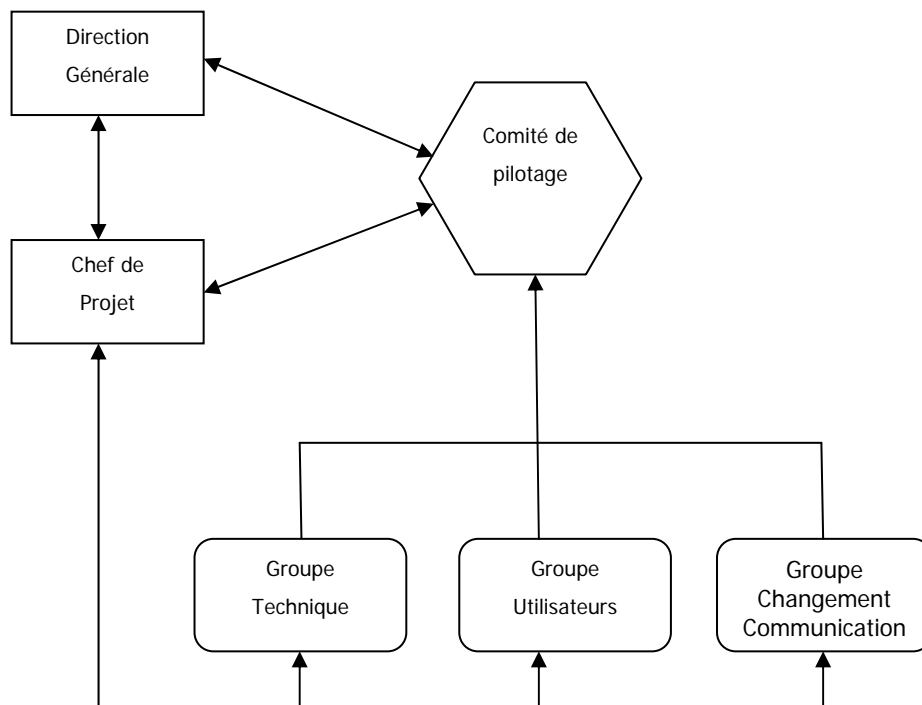 Direction
Générale
Comité de
pilotage
Chef de
Projet
Groupe
Technique
Groupe
Utilisateurs
Groupe
Changement
Communication